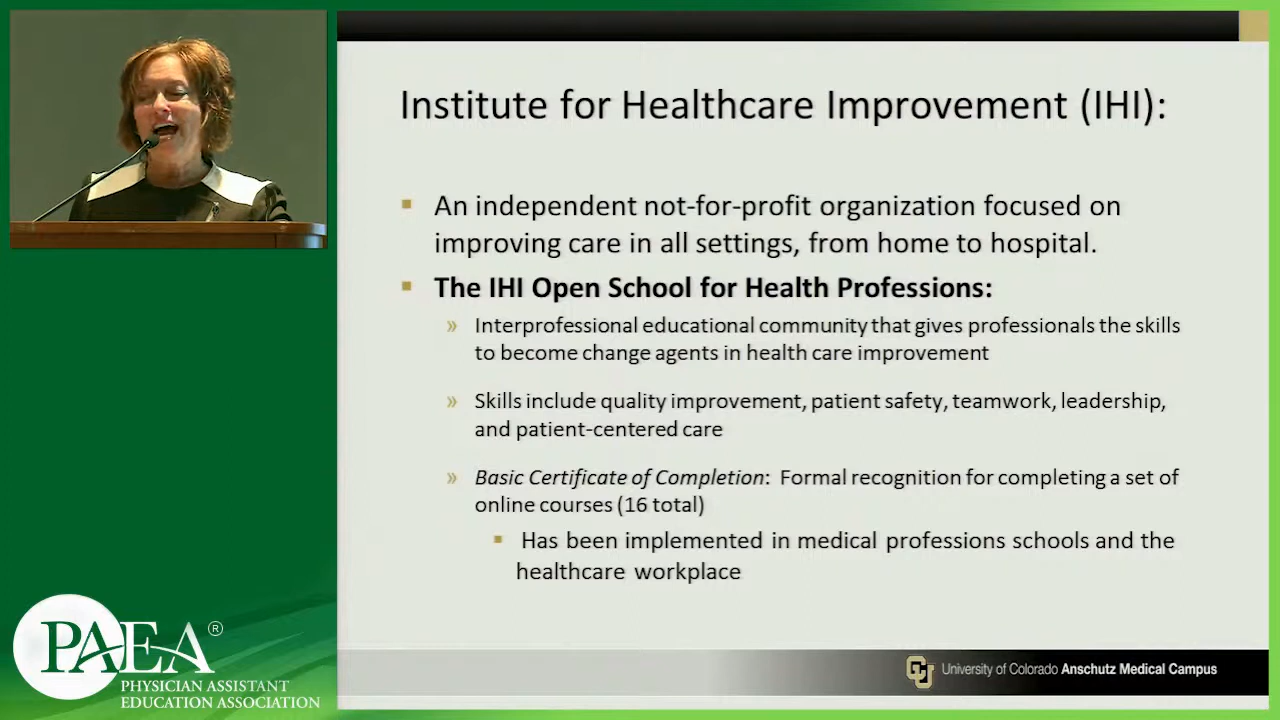 Institute for Healthcare Improvement (IHI):
▪ An independent not-for-profit organization focused on
improving care in all settings, from home to hospital.
▪ The IHI Open School for Health Professions:
» Interprofessional educational community that gives professionals the skills
to become change agents in health care improvement
» Skills include quality improvement, patient safety, teamwork, leadership,
and patient-centered care
» Basic Certificate of Completion: Formal recognition for completing a set of
online courses (16 total)
▪ Has been implemented in medical professions schools and the
healthcare workplace
PAEA®
PHYSICIAN ASSISTANT
EDUCATION ASSOCIATION
CU University of Colorado Anschutz Medical Campus